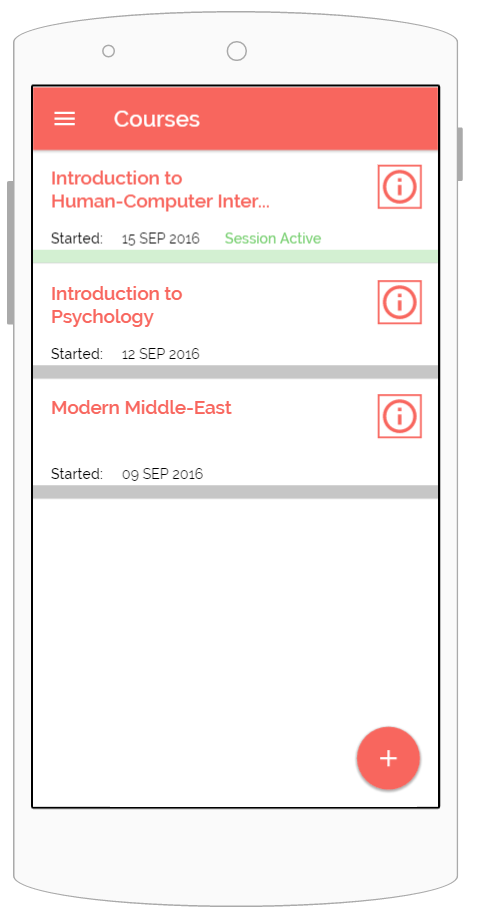 Courses
Introduction to
Human-Computer Inter...
Started: 15 SEP 2016 Session Active
Introduction to
Psychology
Started: 12 SEP 2016
Modern Middle-East
Started: 09 SEP 2016